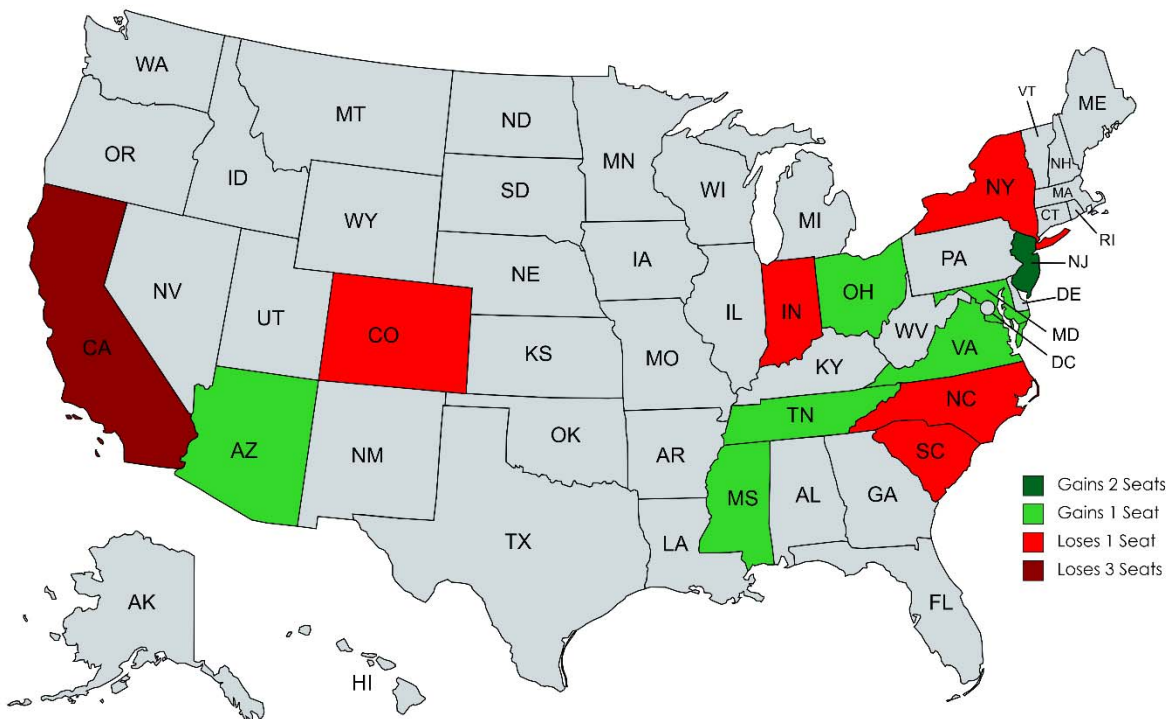 WA
OR
CA
NV
ID
MT
WY
UT
CO
AZ
NM
ND
SD
NE
KS
OK
TX
MN
IA
MO
AR
LA
WI
IL
MI
IN
OH
KY
TN
MS
AL
GA
FL
SC
NC
VA
WV
PA
NY
VT
NH
ME
MA
CT
RI
NJ
DE
MD
DC
AK
HI
Gains 2 Seats
Gains 1 Seat
Loses 1 Seat
Loses 3 Seats